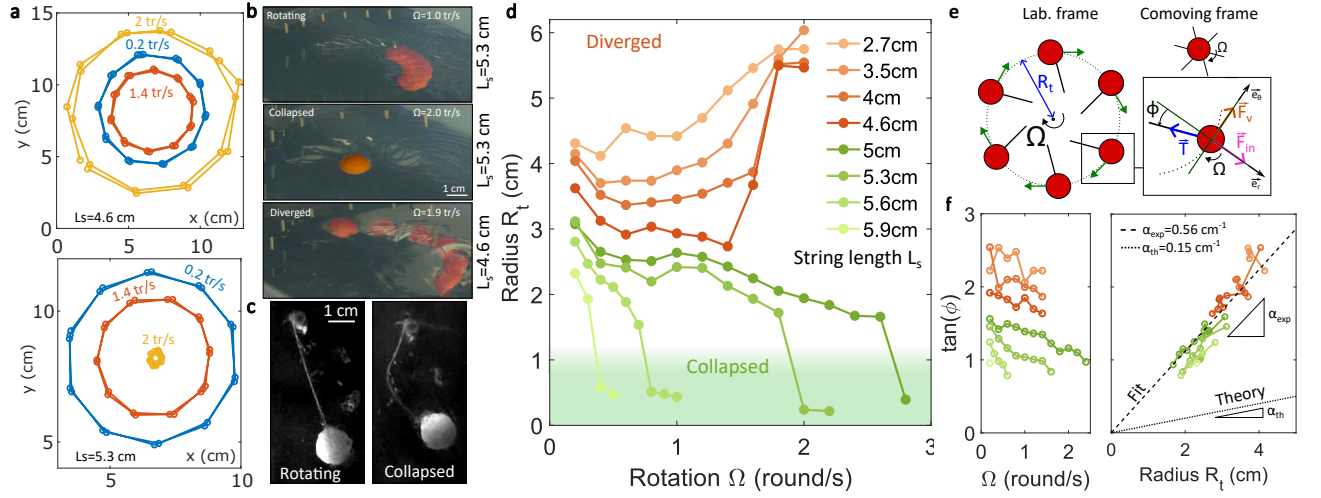 a
y (cm)
15
10
5
0
2 tr/s
0.2 tr/s
1.4 tr/s
Ls=4.6 cm
x (cm)
0
5
10
y (cm)
10
5
0.2 tr/s
1.4 tr/s
2 tr/s
Ls=5.3 cm
x (cm)
5
10
b
Rotating
Ω=1.0 tr/s
Ls=5.3 cm
Collapsed
Ω=2.0 tr/s
1 cm
Ls=5.3 cm
Diverged
Ω=1.9 tr/s
Ls=4.6 cm
c
1 cm
Rotating
Collapsed
d
Radius Rt (cm)
6
5
4
3
2
1
0
Diverged
2.7cm
3.5cm
4cm
4.6cm
5cm
5.3cm
5.6cm
5.9cm
String length Ls
Collapsed
0
1
2
3
Rotation Ω (round/s)
e
Lab. frame
Comoving frame
Rt
Ω
Ω
ϕ
e⃗θ
F⃗v
T⃗
F⃗in
Ω
e⃗r
f
tan(ϕ)
3
2
1
0
0
2
Ω (round/s)
αexp=0.56 cm-1
αth=0.15 cm-1
αexp
Fit
Theory
αth
0
2
4
Radius Rt (cm)